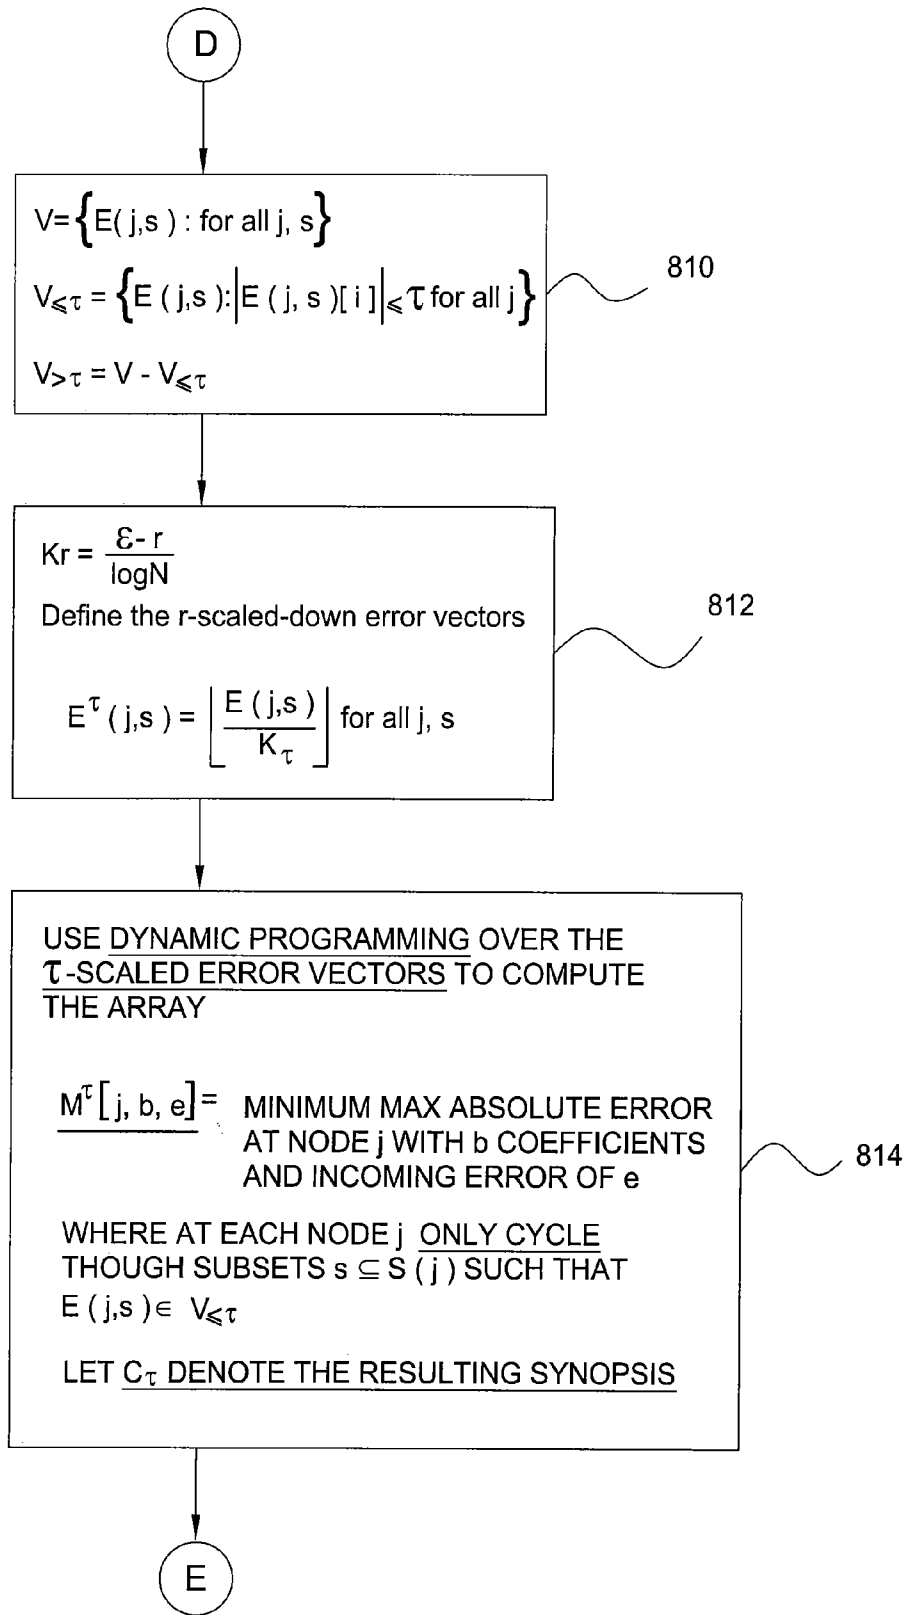 D
V={E(j,s) : for all j, s}
V⩽τ = {E (j,s):|E (j, s)[i]|⩽τ for all j}
V>τ = V - V⩽τ
810
Kr = ε- r / logN
Define the r-scaled-down error vectors
E^τ (j,s) = ⌊E (j,s) / Kτ⌋ for all j, s
812
USE DYNAMIC PROGRAMMING OVER THE
τ-SCALED ERROR VECTORS TO COMPUTE
THE ARRAY
M^τ[j, b, e] = MINIMUM MAX ABSOLUTE ERROR
AT NODE j WITH b COEFFICIENTS
AND INCOMING ERROR OF e
814
WHERE AT EACH NODE j ONLY CYCLE
THOUGH SUBSETS s ⊆ S (j) SUCH THAT
E (j,s)∈ V⩽τ
LET Cτ DENOTE THE RESULTING SYNOPSIS
E